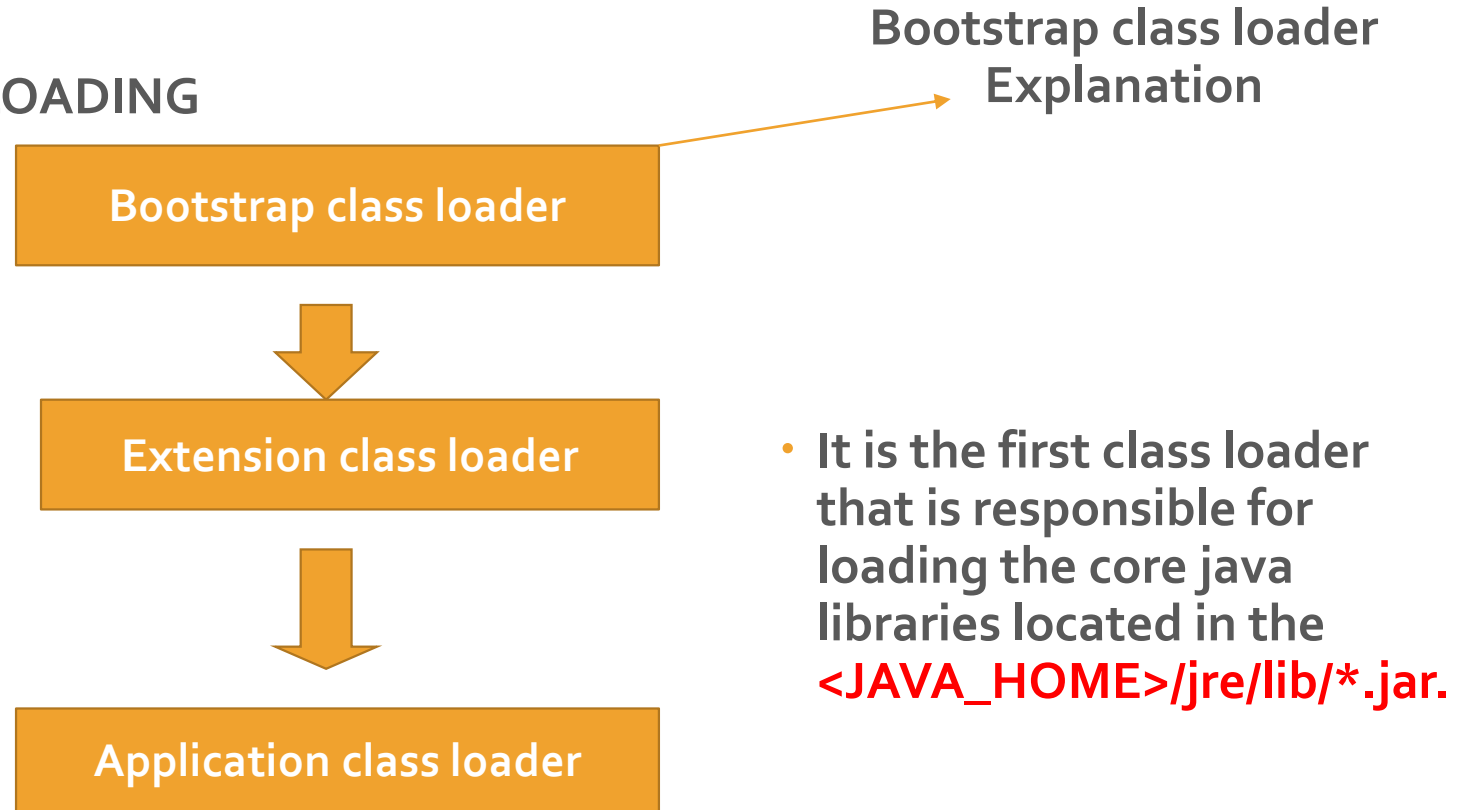 OADING
Bootstrap class loader
Explanation
Bootstrap class loader
Extension class loader
Application class loader
• It is the first class loader
that is responsible for
loading the core java
libraries located in the
<JAVA_HOME>/jre/lib/*.jar.